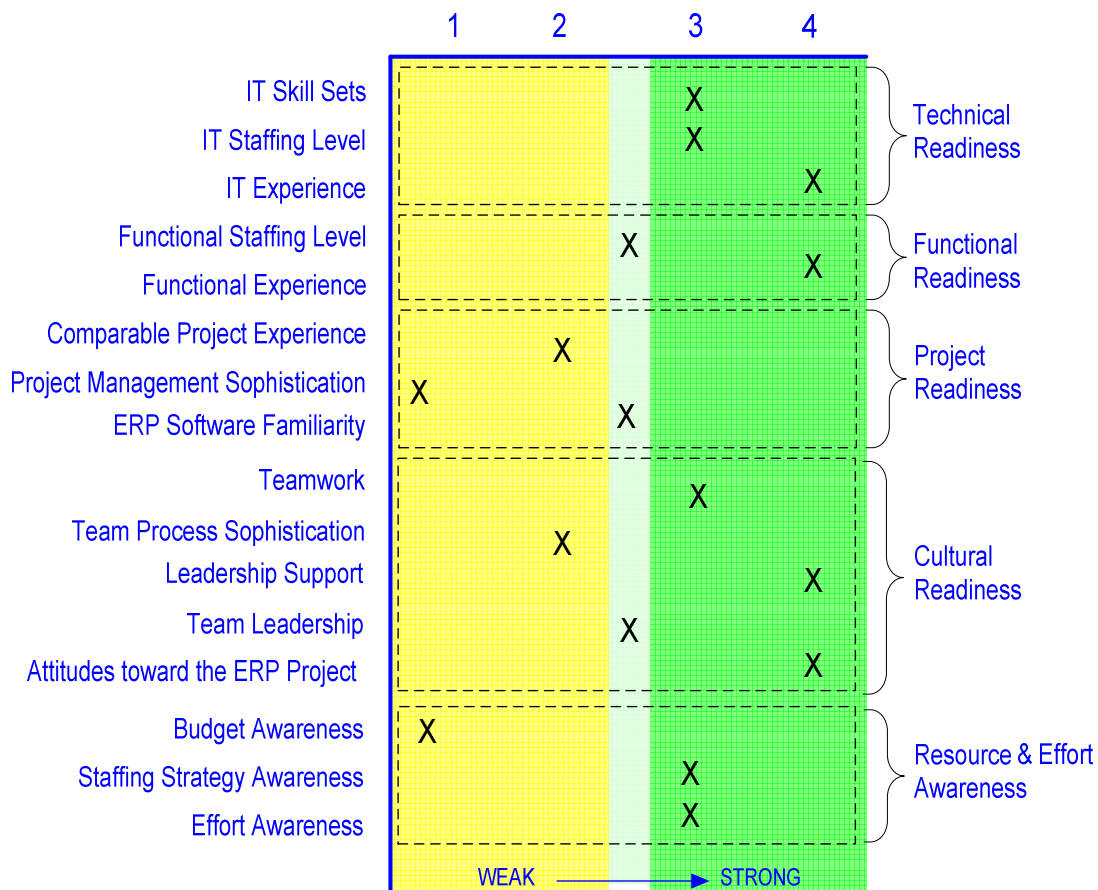 1 2 3 4
IT Skill Sets X
IT Staffing Level X
IT Experience X
Technical
Readiness
Functional Staffing Level X
Functional Experience X
Functional
Readiness
Comparable Project Experience X
Project Management Sophistication X
ERP Software Familiarity X
Project
Readiness
Teamwork X
Team Process Sophistication X
Leadership Support X
Team Leadership X
Attitudes toward the ERP Project X
Cultural
Readiness
Budget Awareness X
Staffing Strategy Awareness X
Effort Awareness X
Resource & Effort
Awareness
WEAK STRONG